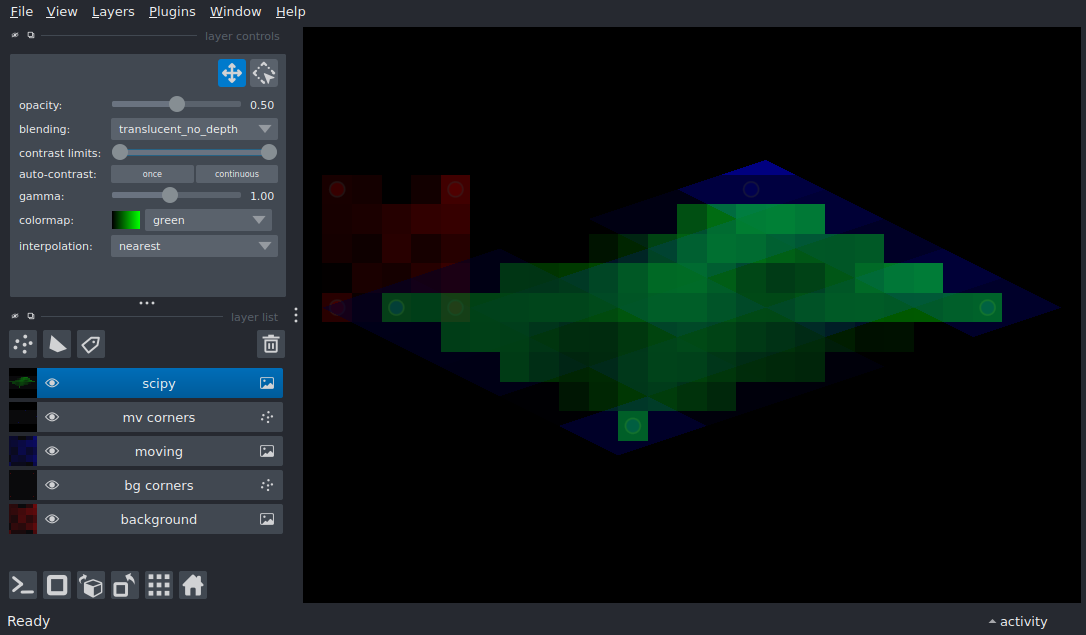 File View Layers Plugins Window Help
layer controls
opacity: 0.50
blending: translucent_no_depth
contrast limits:
auto-contrast: once continuous
gamma: 1.00
colormap: green
interpolation: nearest
layer list
scipy
mv corners
moving
bg corners
background
Ready activity